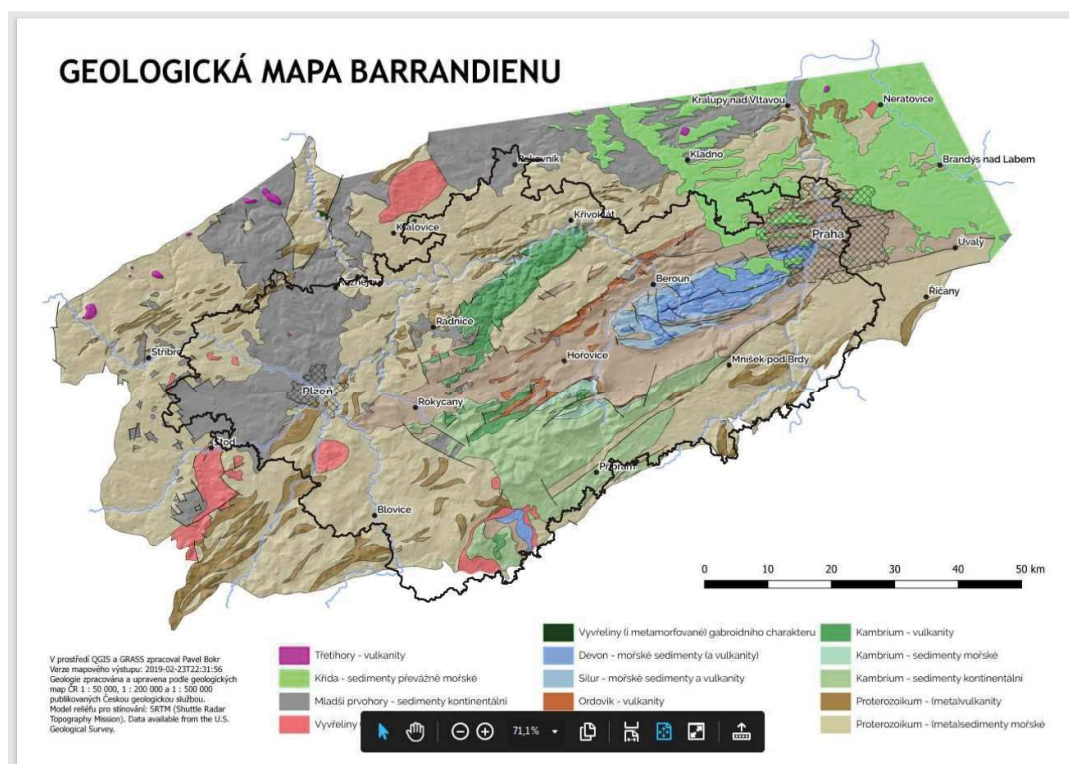 GEOLOGICKÁ MAPA BARRANDIENU
Kralupy nad Vltavou
Neratovice
Kladno
Brandýs nad Labem
Rakovník
Kralovice
Křivoklát
Praha
Úvaly
Říčany
Beroun
Radnice
Hořovice
Mníšek pod Brdy
Stříbro
Plzeň
Rokycany
Stod
Příbram
Blovice
0 10 20 30 40 50 km
V prostředí QGIS a GRASS zpracoval Pavel Bokr
Verze mapového výstupu: 2019-02-23T22:31:56
Geologie zpracována a upravena podle geologických
map ČR 1 : 50 000, 1 : 200 000 a 1 : 500 000
publikovaných Českou geologickou službou.
Model reliéfu pro stínování: SRTM (Shuttle Radar
Topography Mission). Data available from the U.S.
Geological Survey.
Třetihory - vulkanity
Křída - sedimenty převážně mořské
Mladší prvohory - sedimenty kontinentální
Vyvřeliny
Vyvřeliny (i metamorfované) gabroidního charakteru
Devon - mořské sedimenty (a vulkanity)
Silur - mořské sedimenty a vulkanity
Ordovik - vulkanity
Kambrium - vulkanity
Kambrium - sedimenty mořské
Kambrium - sedimenty kontinentální
Proterozoikum - (meta)vulkanity
Proterozoikum - (meta)sedimenty mořské
71,1%